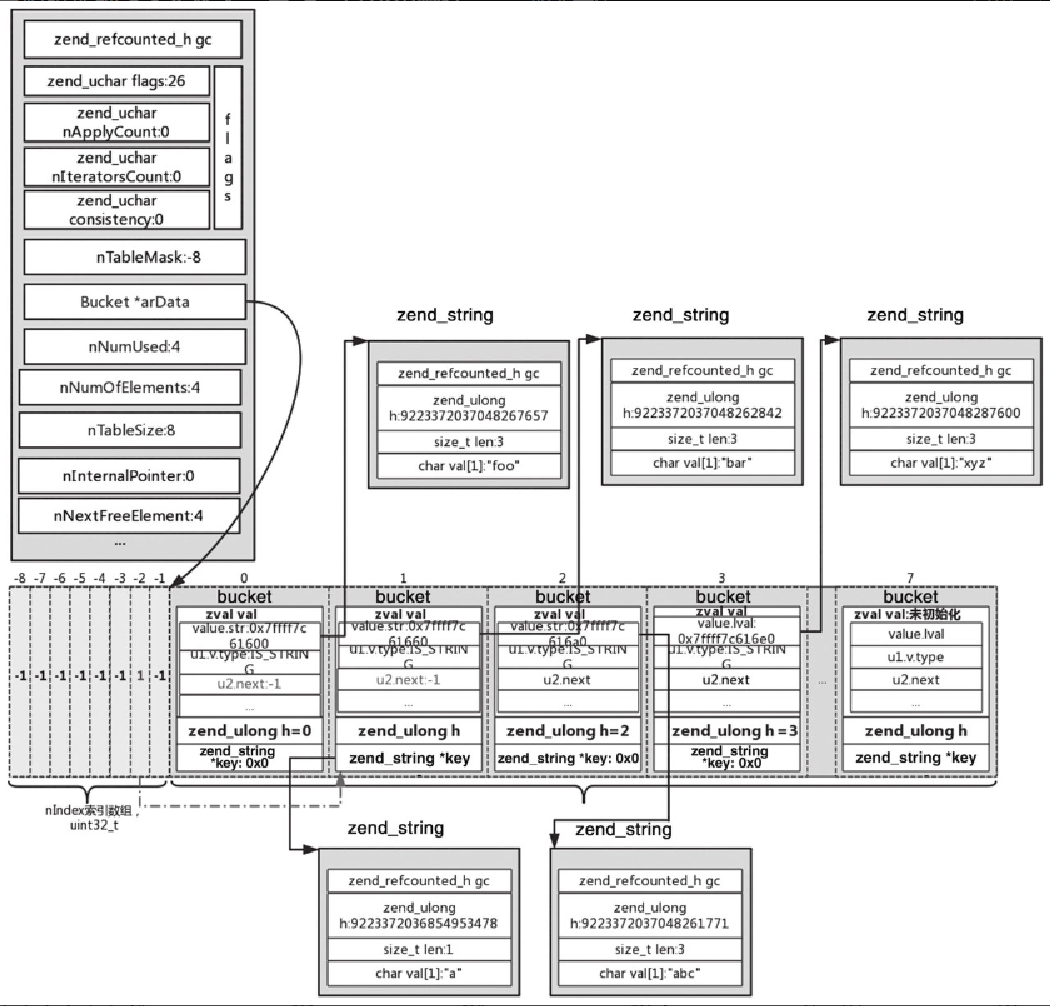 zend_refcounted_h gc
zend_uchar flags:26
zend_uchar
nApplyCount:0
zend_uchar
nIteratorsCount:0
zend_uchar
consistency:0
flags
nTableMask:-8
Bucket *arData
nNumUsed:4
nNumOfElements:4
nTableSize:8
nInternalPointer:0
nNextFreeElement:4
...
zend_string
zend_refcounted_h gc
zend_ulong
h:9223372037048267657
size_t len:3
char val[1]:"foo"
zend_string
zend_refcounted_h gc
zend_ulong
h:9223372037048262842
size_t len:3
char val[1]:"bar"
zend_string
zend_refcounted_h gc
zend_ulong
h:9223372037048287600
size_t len:3
char val[1]:"xyz"
-8 -7 -6 -5 -4 -3 -2 -1
-1 -1 -1 -1 -1 -1 1 -1
nIndex索引数组，
uint32_t
0
bucket
zval val
value.str:0x7ffff7c
61600
u1.v.type:IS_STRIN
G
u2.next:-1
...
zend_ulong h=0
zend_string
*key: 0x0
1
bucket
zval val
value.str:0x7ffff7c
61660
u1.v.type:IS_STRIN
G
u2.next:-1
...
zend_ulong h
zend_string *key
2
bucket
zval val
value.str:0x7ffff7c
616a0
u1.v.type:IS_STRIN
G
u2.next
...
zend_ulong h=2
zend_string *key: 0x0
3
bucket
zval val
value.lval:
0x7ffff7c616e0
u1.v.type:IS_STRIN
G
u2.next
...
zend_ulong h =3
zend_string
*key: 0x0
...
7
bucket
zval val:未初始化
value.lval
u1.v.type
u2.next
...
zend_ulong h
zend_string *key
zend_string
zend_refcounted_h gc
zend_ulong
h:9223372036854953478
size_t len:1
char val[1]:"a"
zend_string
zend_refcounted_h gc
zend_ulong
h:9223372037048261771
size_t len:3
char val[1]:"abc"